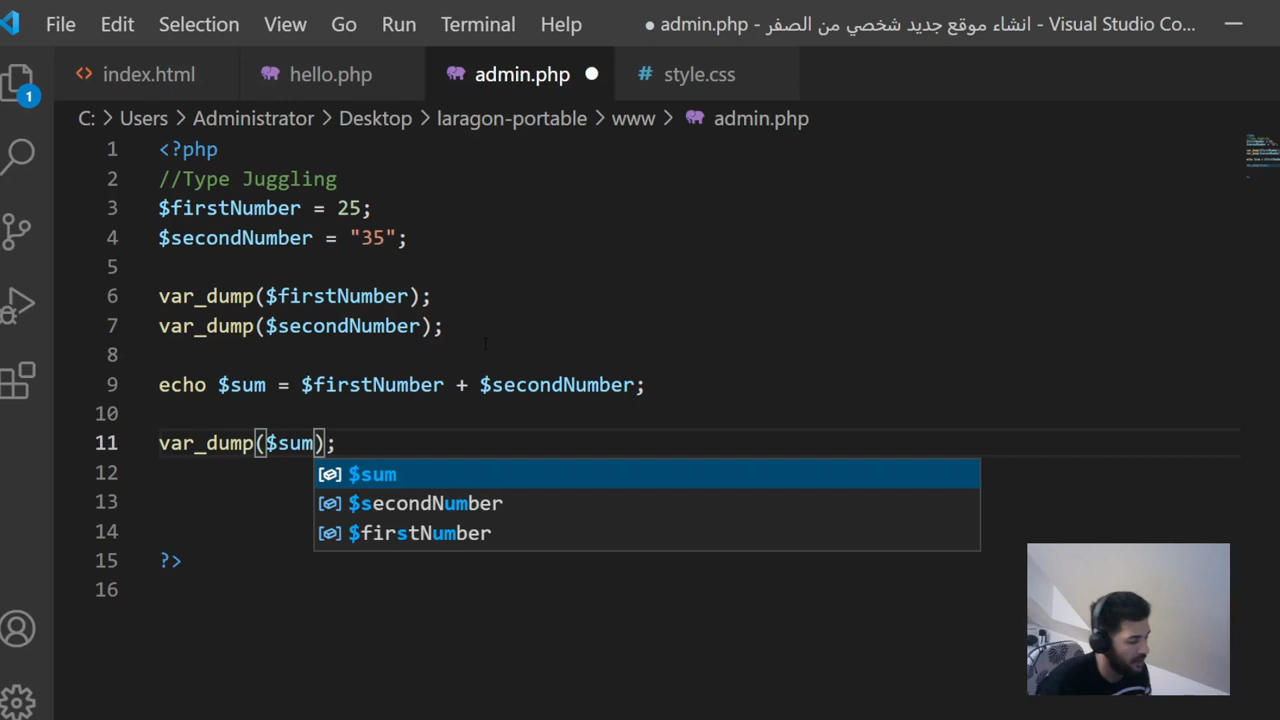 File Edit Selection View Go Run Terminal Help ● admin.php - انشاء موقع جديد شخصي من الصفر - Visual Studio Co...
index.html hello.php admin.php style.css
1
C: > Users > Administrator > Desktop > laragon-portable > www > admin.php
1 <?php
2 //Type Juggling
3 $firstNumber = 25;
4 $secondNumber = "35";
5
6 var_dump($firstNumber);
7 var_dump($secondNumber);
8
9 echo $sum = $firstNumber + $secondNumber;
10
11 var_dump($sum);
12 $sum
13 $secondNumber
14 $firstNumber
15 ?>
16